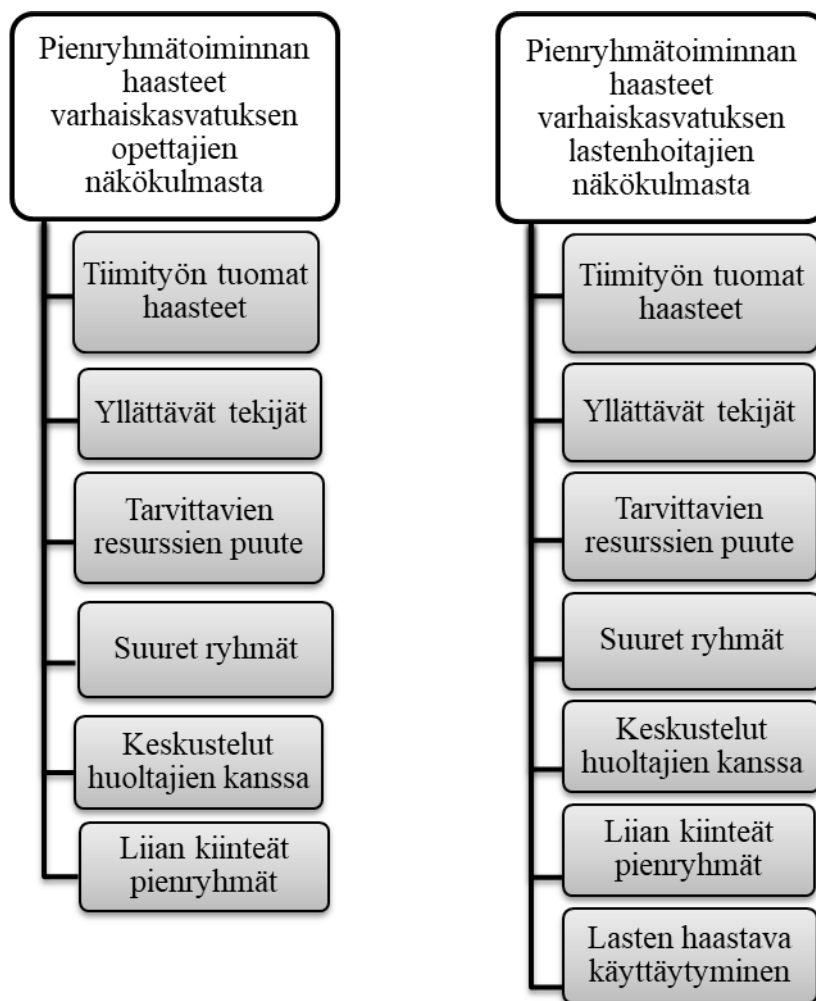 Pienryhmätoiminnan
haasteet
varhaiskasvatuksen
opettajien
näkökulmasta
Tiimityön tuomat
haasteet
Yllättävät tekijät
Tarvittavien
resurssien puute
Suuret ryhmät
Keskustelut
huoltajien kanssa
Liian kiinteät
pienryhmät
Pienryhmätoiminnan
haasteet
varhaiskasvatuksen
lastenhoitajien
näkökulmasta
Tiimityön tuomat
haasteet
Yllättävät tekijät
Tarvittavien
resurssien puute
Suuret ryhmät
Keskustelut
huoltajien kanssa
Liian kiinteät
pienryhmät
Lasten haastava
käyttäytyminen